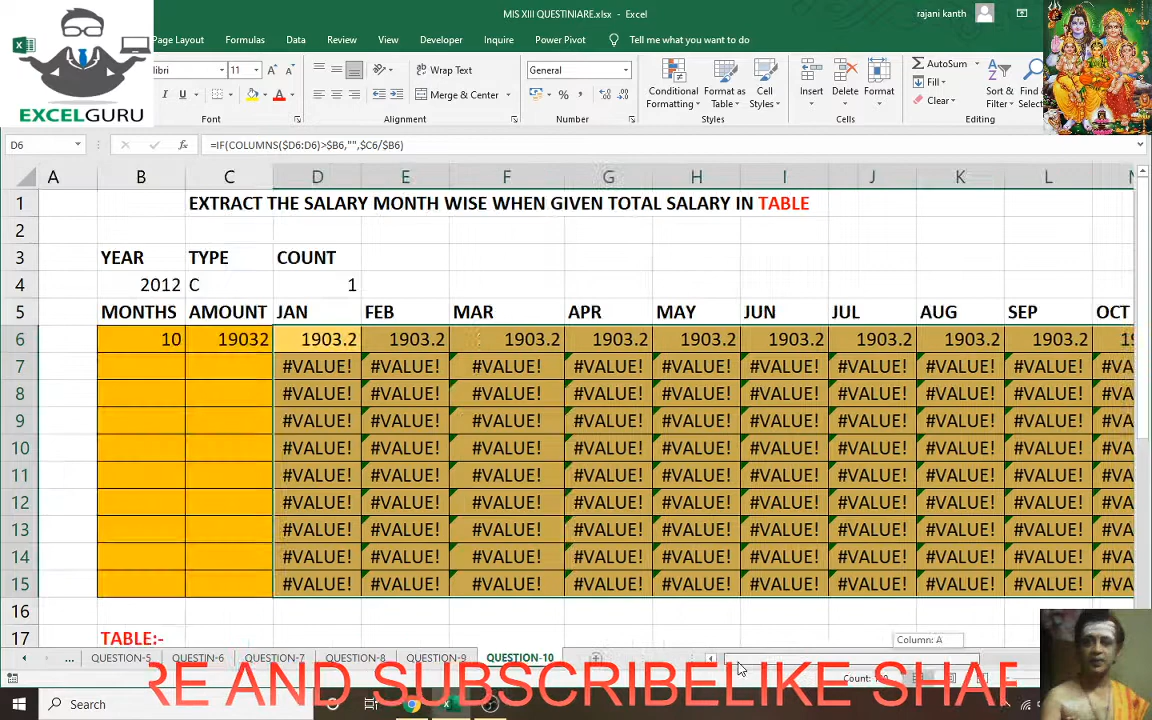 MIS XIII QUESTINIARE.xlsx - Excel
rajani kanth
Page Layout Formulas Data Review View Developer Inquire Power Pivot Tell me what you want to do
EXCELGURU
11 Wrap Text General AutoSum
Merge & Center Fill
Conditional Formatting Format as Table Cell Styles Insert Delete Format Clear Sort & Filter
Font Alignment Number Styles Cells Editing
D6 =IF(COLUMNS($D6:D6)>$B6,"",$C6/$B6)
A B C D E F G H I J K L
1 EXTRACT THE SALARY MONTH WISE WHEN GIVEN TOTAL SALARY IN TABLE
2
3 YEAR TYPE COUNT
4 2012 C 1
5 MONTHS AMOUNT JAN FEB MAR APR MAY JUN JUL AUG SEP OCT
6 10 19032 1903.2 1903.2 1903.2 1903.2 1903.2 1903.2 1903.2 1903.2 1903.2
7 #VALUE! #VALUE! #VALUE! #VALUE! #VALUE! #VALUE! #VALUE! #VALUE! #VALUE!
8 #VALUE! #VALUE! #VALUE! #VALUE! #VALUE! #VALUE! #VALUE! #VALUE! #VALUE!
9 #VALUE! #VALUE! #VALUE! #VALUE! #VALUE! #VALUE! #VALUE! #VALUE! #VALUE!
10 #VALUE! #VALUE! #VALUE! #VALUE! #VALUE! #VALUE! #VALUE! #VALUE! #VALUE!
11 #VALUE! #VALUE! #VALUE! #VALUE! #VALUE! #VALUE! #VALUE! #VALUE! #VALUE!
12 #VALUE! #VALUE! #VALUE! #VALUE! #VALUE! #VALUE! #VALUE! #VALUE! #VALUE!
13 #VALUE! #VALUE! #VALUE! #VALUE! #VALUE! #VALUE! #VALUE! #VALUE! #VALUE!
14 #VALUE! #VALUE! #VALUE! #VALUE! #VALUE! #VALUE! #VALUE! #VALUE! #VALUE!
15 #VALUE! #VALUE! #VALUE! #VALUE! #VALUE! #VALUE! #VALUE! #VALUE! #VALUE!
16
17 TABLE:-
Column: A
... QUESTION-5 QUESTIN-6 QUESTION-7 QUESTION-8 QUESTION-9 QUESTION-10
RE AND SUBSCRIBELIKE SHAR
Count:
Search